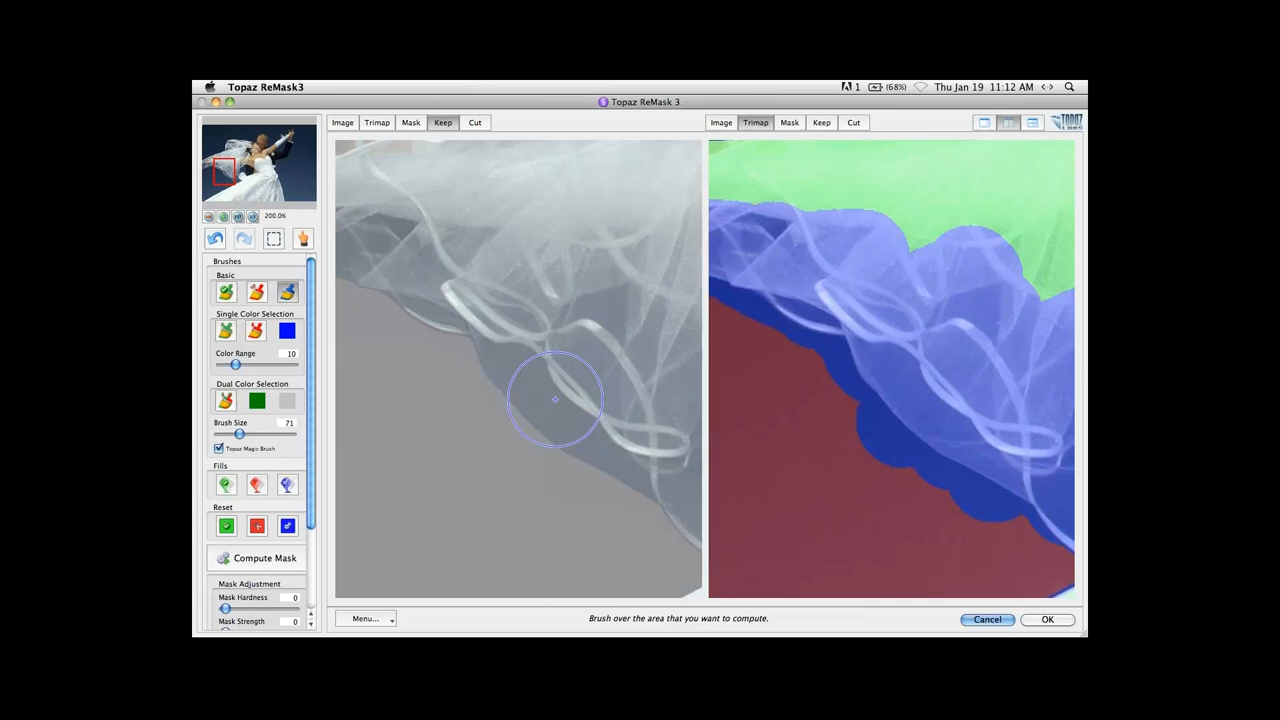 Topaz ReMask3
1 (68%) Thu Jan 19 11:12 AM
Topaz ReMask 3
Image Trimap Mask Keep Cut
Image Trimap Mask Keep Cut
TOPAZ
LABS
200.0%
Brushes
Basic
Single Color Selection
Color Range 10
Dual Color Selection
Brush Size 71
Topaz Magic Brush
Fills
Reset
Compute Mask
Mask Adjustment
Mask Hardness 0
Mask Strength 0
Menu...
Brush over the area that you want to compute.
Cancel
OK